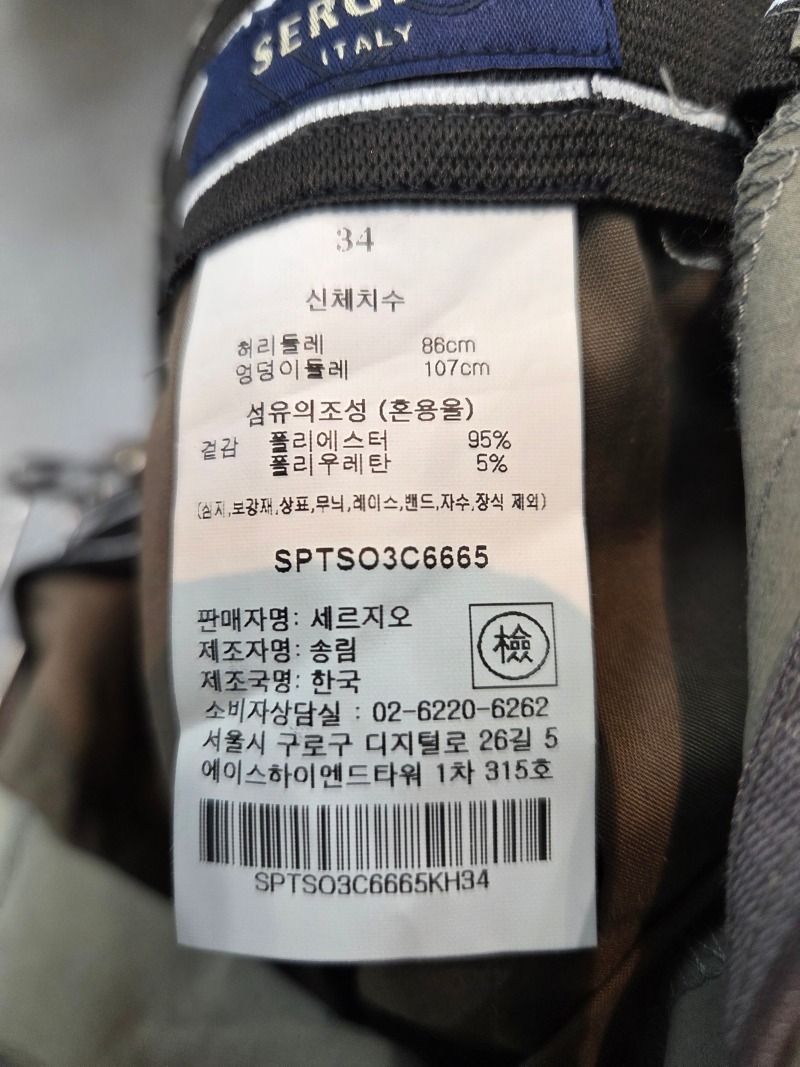 SERG
ITALY
34
신체치수
허리둘레 86cm
엉덩이둘레 107cm
섬유의조성 (혼용율)
겉감 폴리에스터 95%
폴리우레탄 5%
(심지,보강재,상표,무늬,레이스,밴드,자수,장식 제외)
SPTSO3C6665
판매자명: 세르지오
제조자명: 송림
제조국명: 한국
檢
소비자상담실 : 02-6220-6262
서울시 구로구 디지털로 26길 5
에이스하이엔드타워 1차 315호
SPTSO3C6665KH34